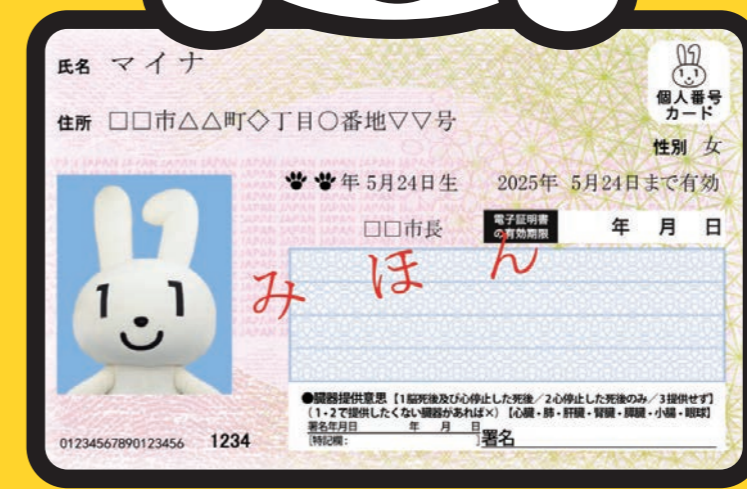 氏名 マイナ
個人番号
カード
住所 □□市△△町◇丁目○番地▽▽号
性別 女
年 5月24日生 2025年 5月24日まで有効
□□市長 電子証明書の有効期限 年 月 日
みほん
●臓器提供意思【1脳死後及び心停止した死後/2心停止した死後のみ/3提供せず】
(1・2で提供したくない臓器があれば×)【心臓・肺・肝臓・腎臓・膵臓・小腸・眼球】
署名年月日 年 月 日
[特記欄: ]署名
01234567890123456 1234